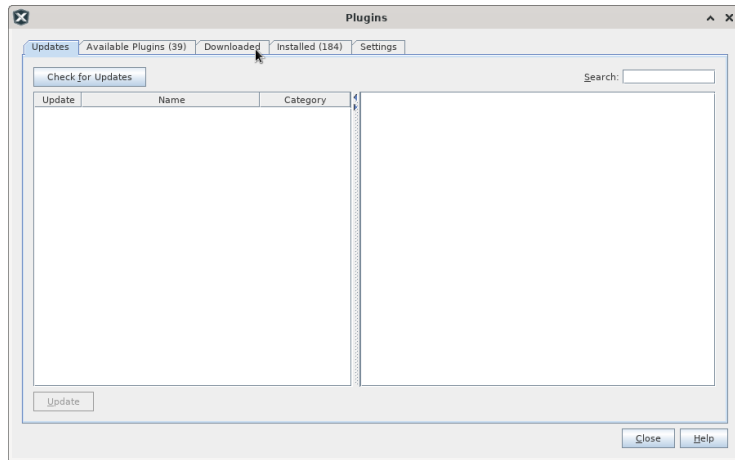 Plugins
Updates Available Plugins (39) Downloaded Installed (184) Settings
Check for Updates Search:
Update Name Category
Update
Close Help